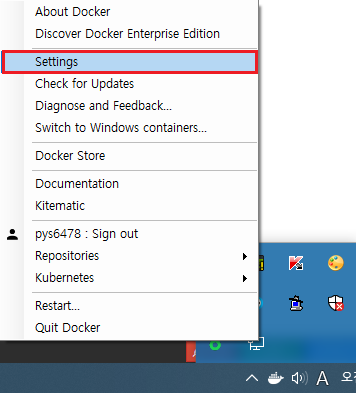 About Docker
Discover Docker Enterprise Edition
Settings
Check for Updates
Diagnose and Feedback...
Switch to Windows containers...
Docker Store
Documentation
Kitematic
pys6478 : Sign out
Repositories
Kubernetes
Restart...
Quit Docker
A